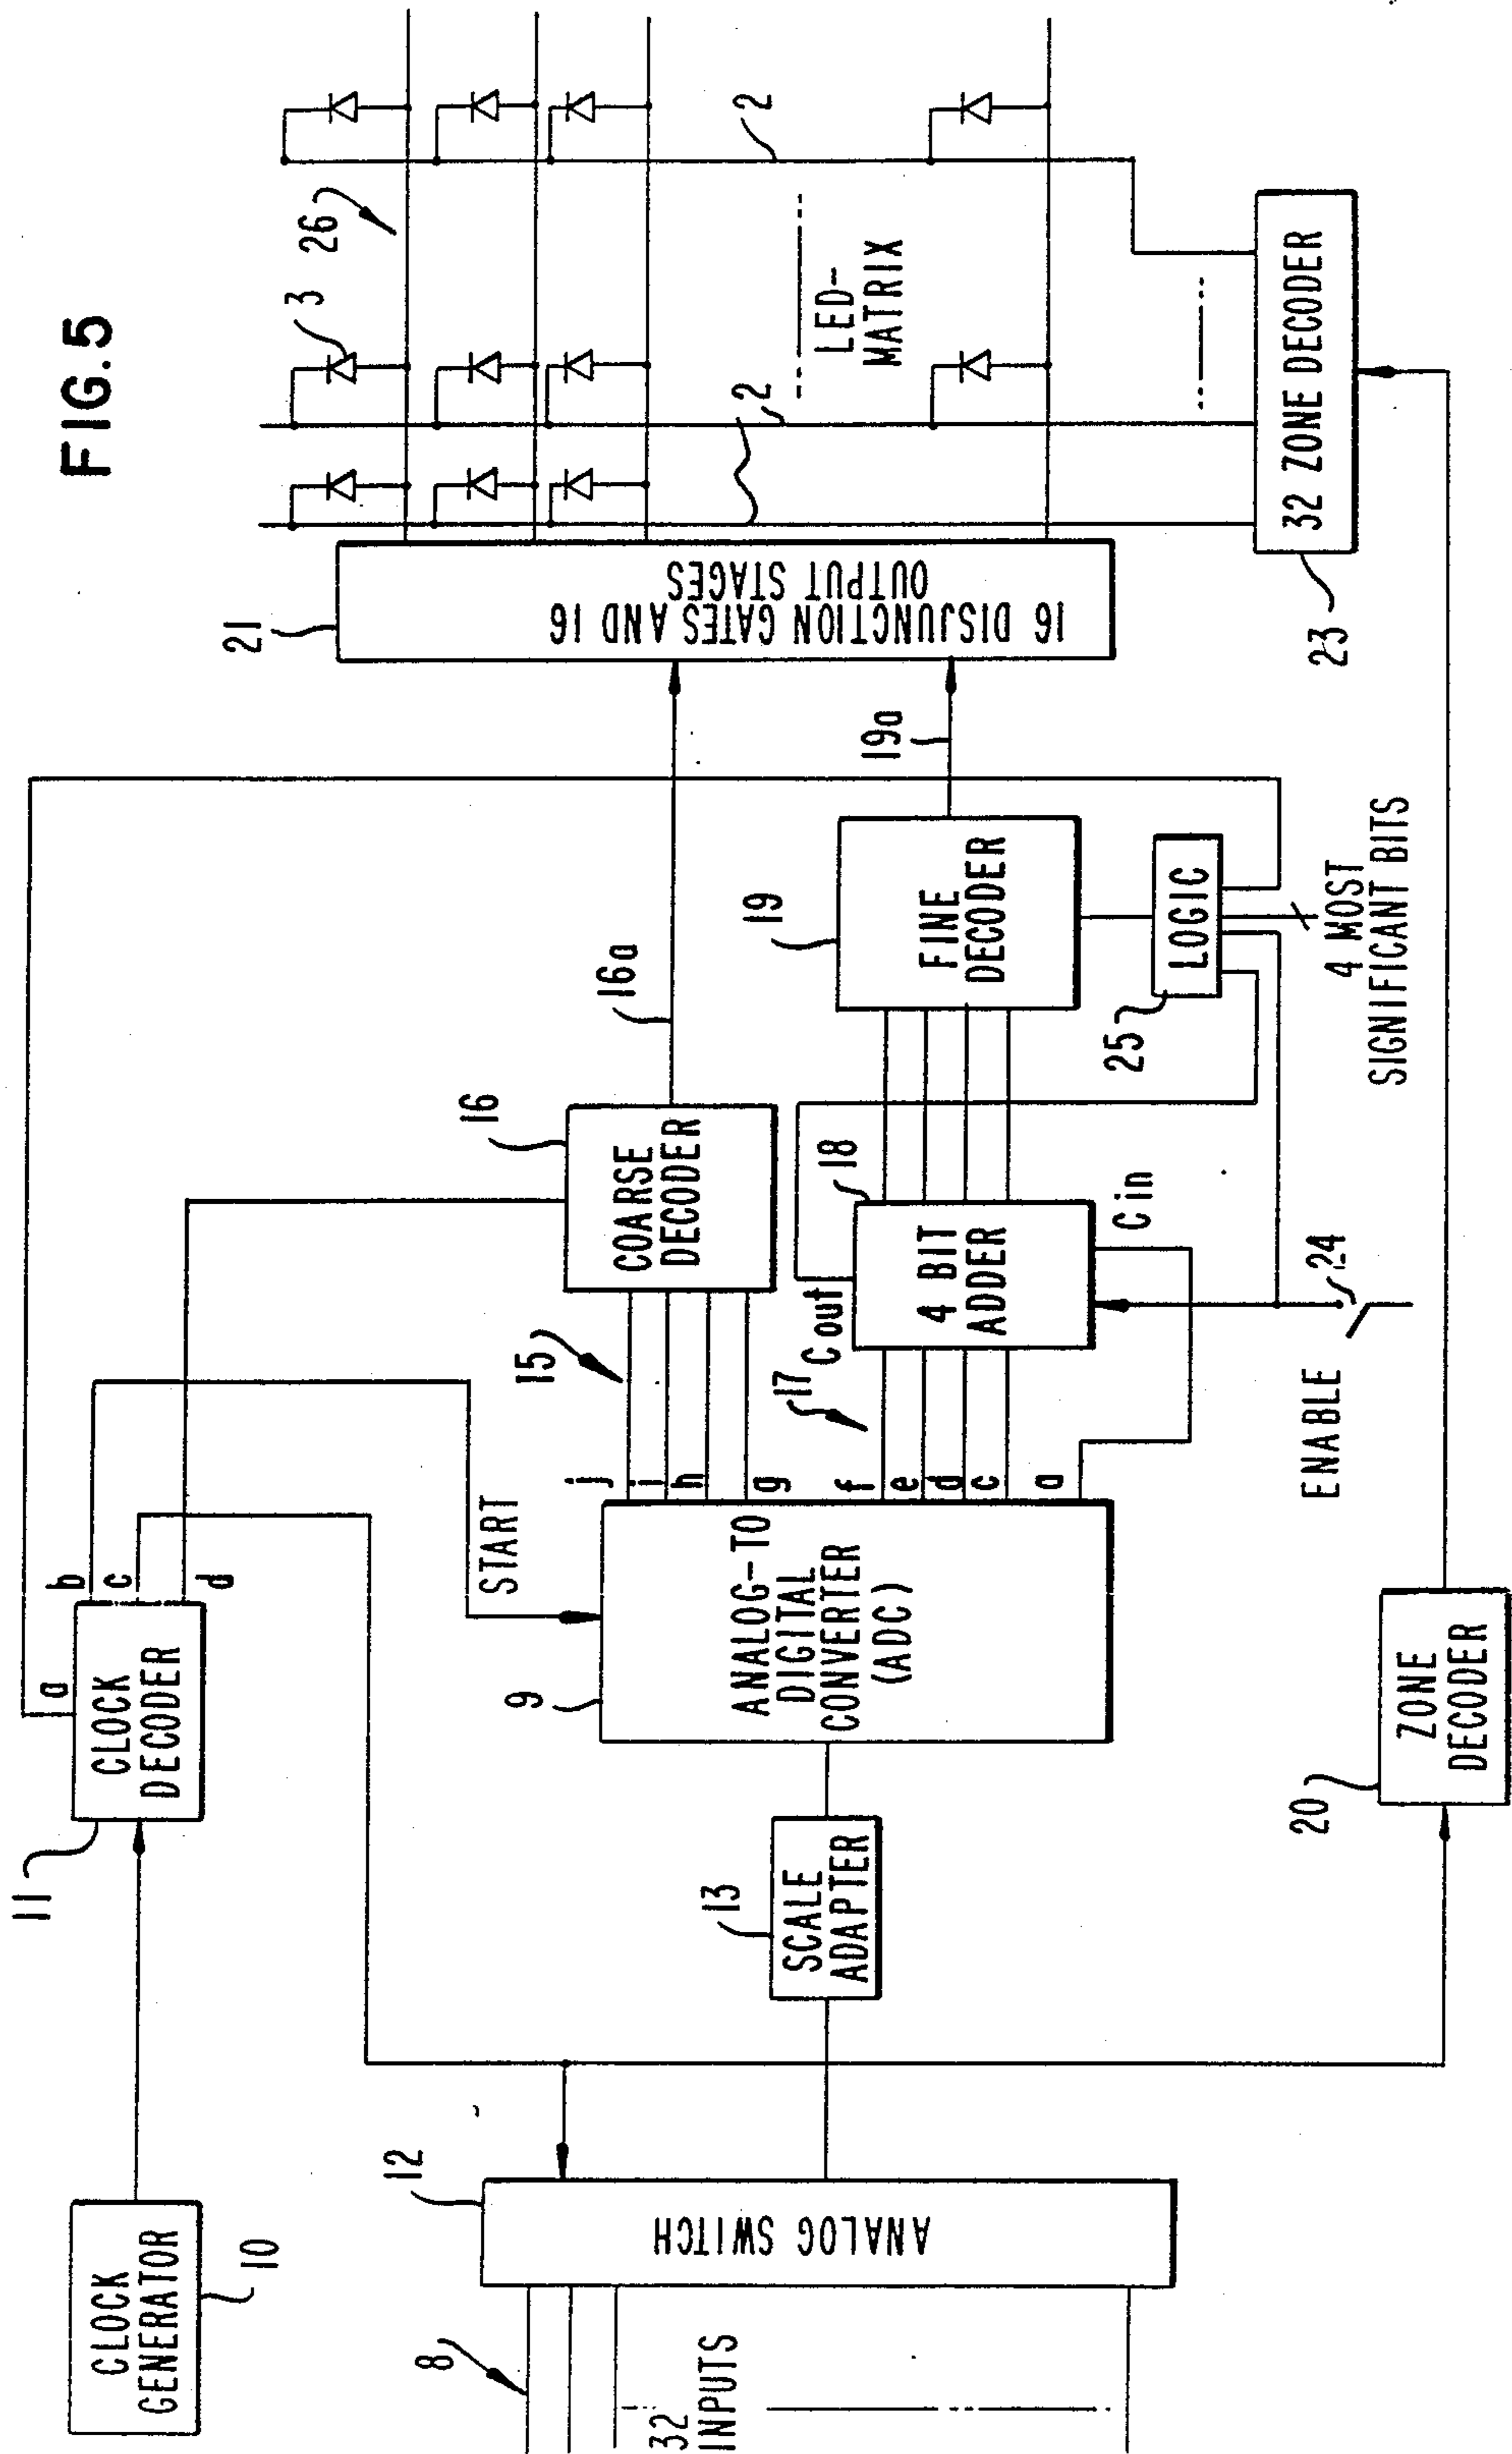 FIG.5
CLOCK
GENERATOR
10
11
CLOCK
DECODER
a
b
c
d
8
32
INPUTS
12
ANALOG SWITCH
13
SCALE
ADAPTER
START
9
ANALOG-TO
DIGITAL
CONVERTER
(ADC)
j
i
h
g
f
e
d
c
a
15
17
16
COARSE
DECODER
16a
C out
18
4 BIT
ADDER
C in
ENABLE
24
19
FINE
DECODER
19a
25
LOGIC
4 MOST
SIGNIFICANT BITS
20
ZONE
DECODER
21
16 DISJUNCTION GATES AND 16
OUTPUT STAGES
26
3
2
2
LED-
MATRIX
23
32 ZONE DECODER